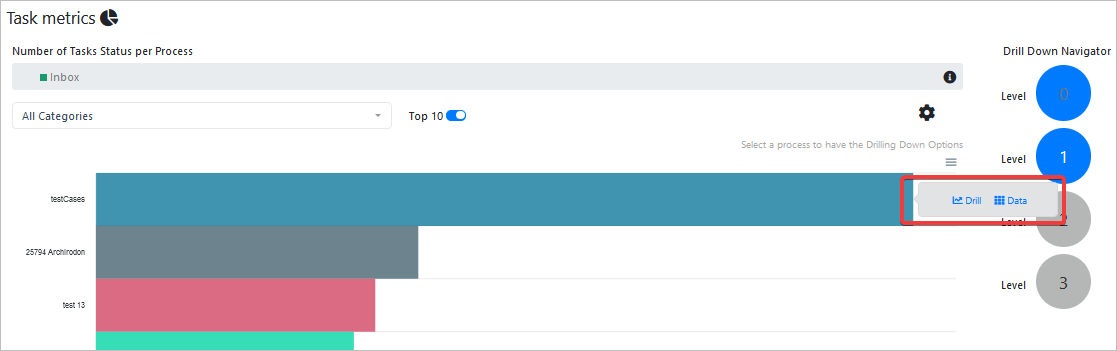 Task metrics
Number of Tasks Status per Process
Drill Down Navigator
Inbox
Level 0
All Categories
Top 10
Select a process to have the Drilling Down Options
Level 1
testCases
Drill Data
Level 2
25794 Archirodon
Level 3
test 13